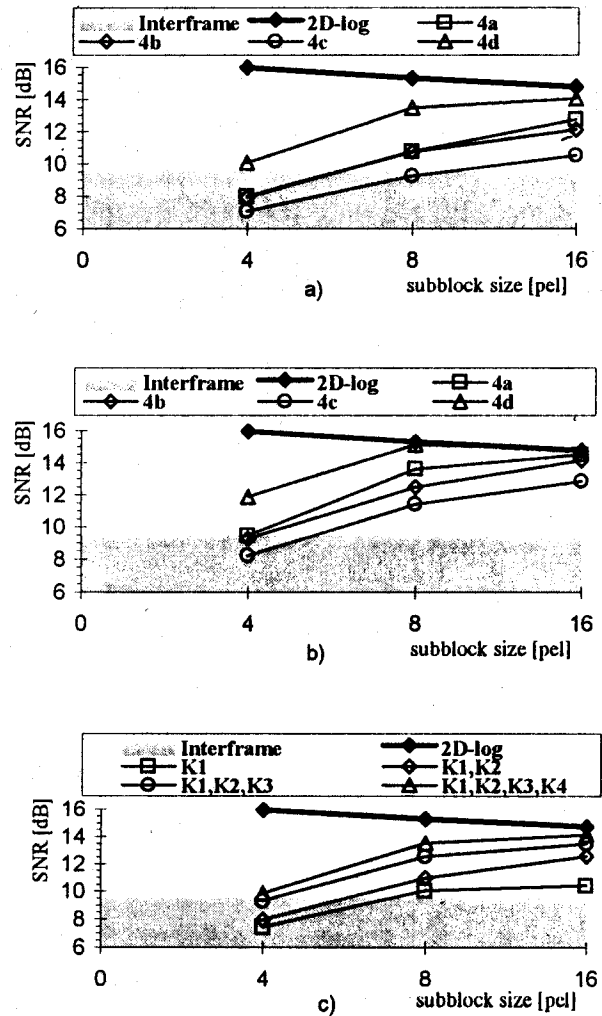 Interframe 2D-log 4a
4b 4c 4d
SNR [dB]
16
14
12
10
8
6
0 4 8 16
subblock size [pel]
a)
Interframe 2D-log 4a
4b 4c 4d
SNR [dB]
16
14
12
10
8
6
0 4 8 16
subblock size [pel]
b)
Interframe 2D-log
K1 K1,K2
K1,K2,K3 K1,K2,K3,K4
SNR [dB]
16
14
12
10
8
6
0 4 8 16
subblock size [pel]
c)